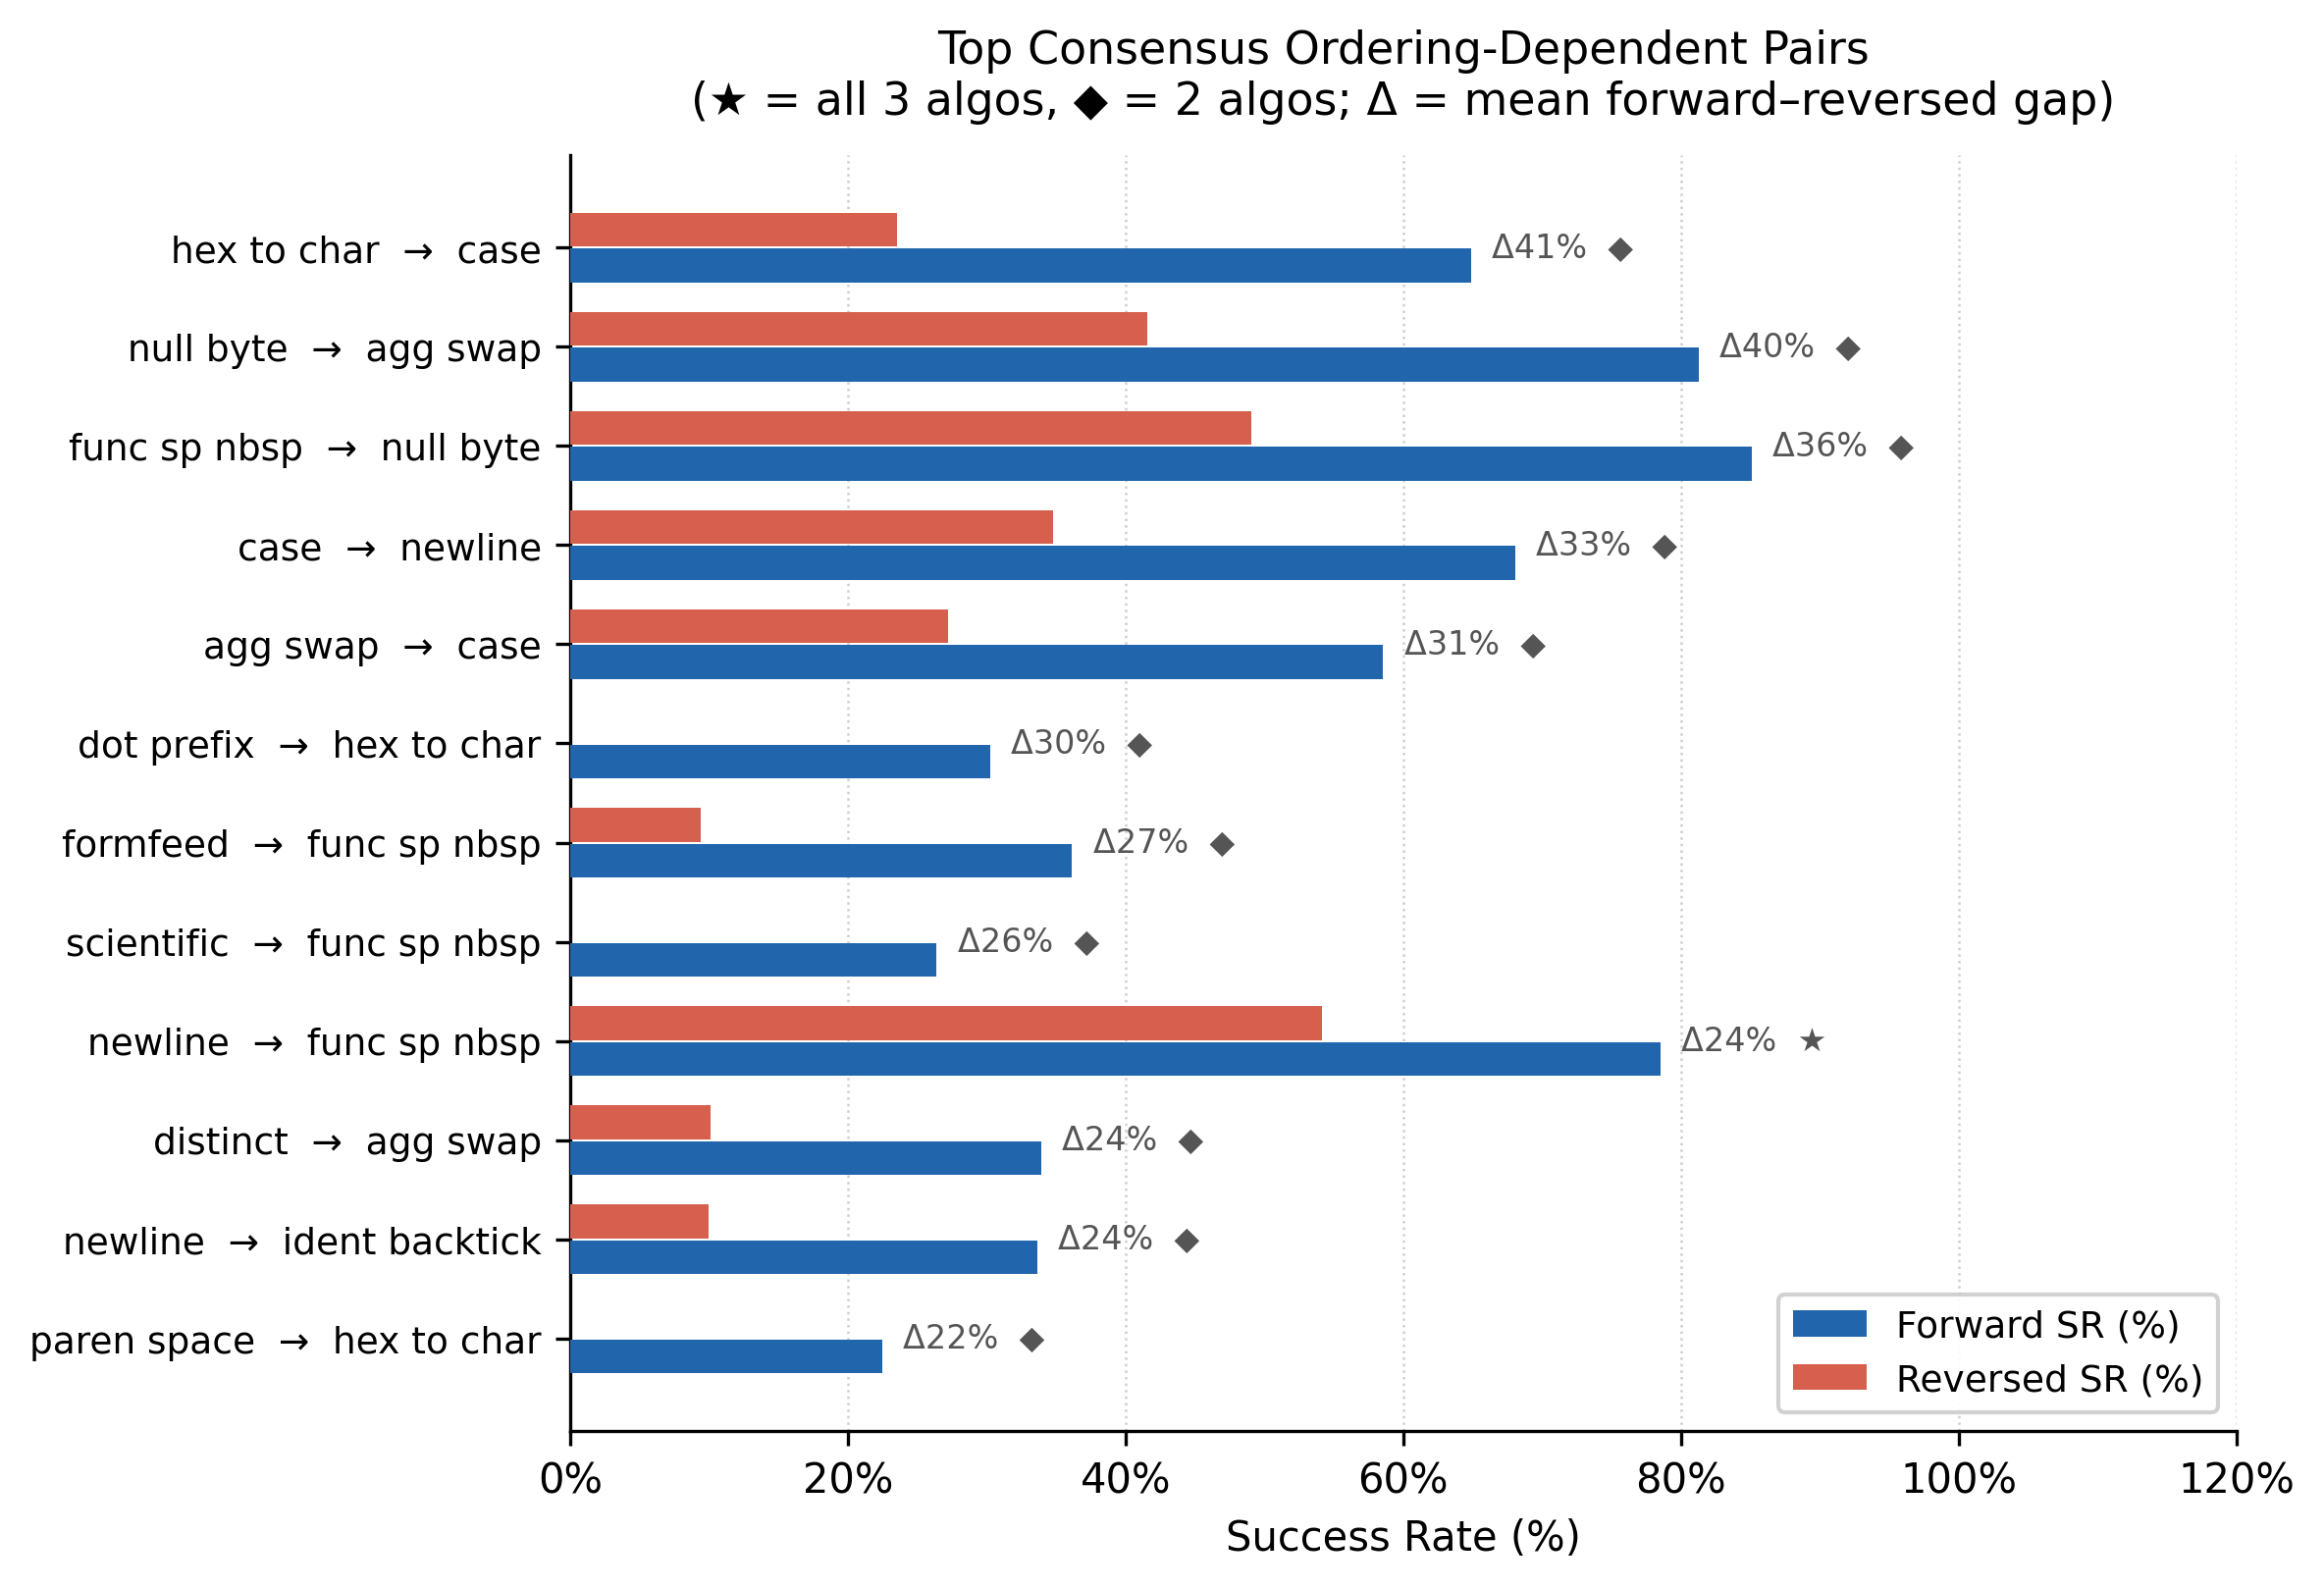 Top Consensus Ordering-Dependent Pairs
(★ = all 3 algos, ◆ = 2 algos; Δ = mean forward–reversed gap)
hex to char → case
Δ41% ◆
null byte → agg swap
Δ40% ◆
func sp nbsp → null byte
Δ36% ◆
case → newline
Δ33% ◆
agg swap → case
Δ31% ◆
dot prefix → hex to char
Δ30% ◆
formfeed → func sp nbsp
Δ27% ◆
scientific → func sp nbsp
Δ26% ◆
newline → func sp nbsp
Δ24% ★
distinct → agg swap
Δ24% ◆
newline → ident backtick
Δ24% ◆
paren space → hex to char
Δ22% ◆
Forward SR (%)
Reversed SR (%)
0% 20% 40% 60% 80% 100% 120%
Success Rate (%)